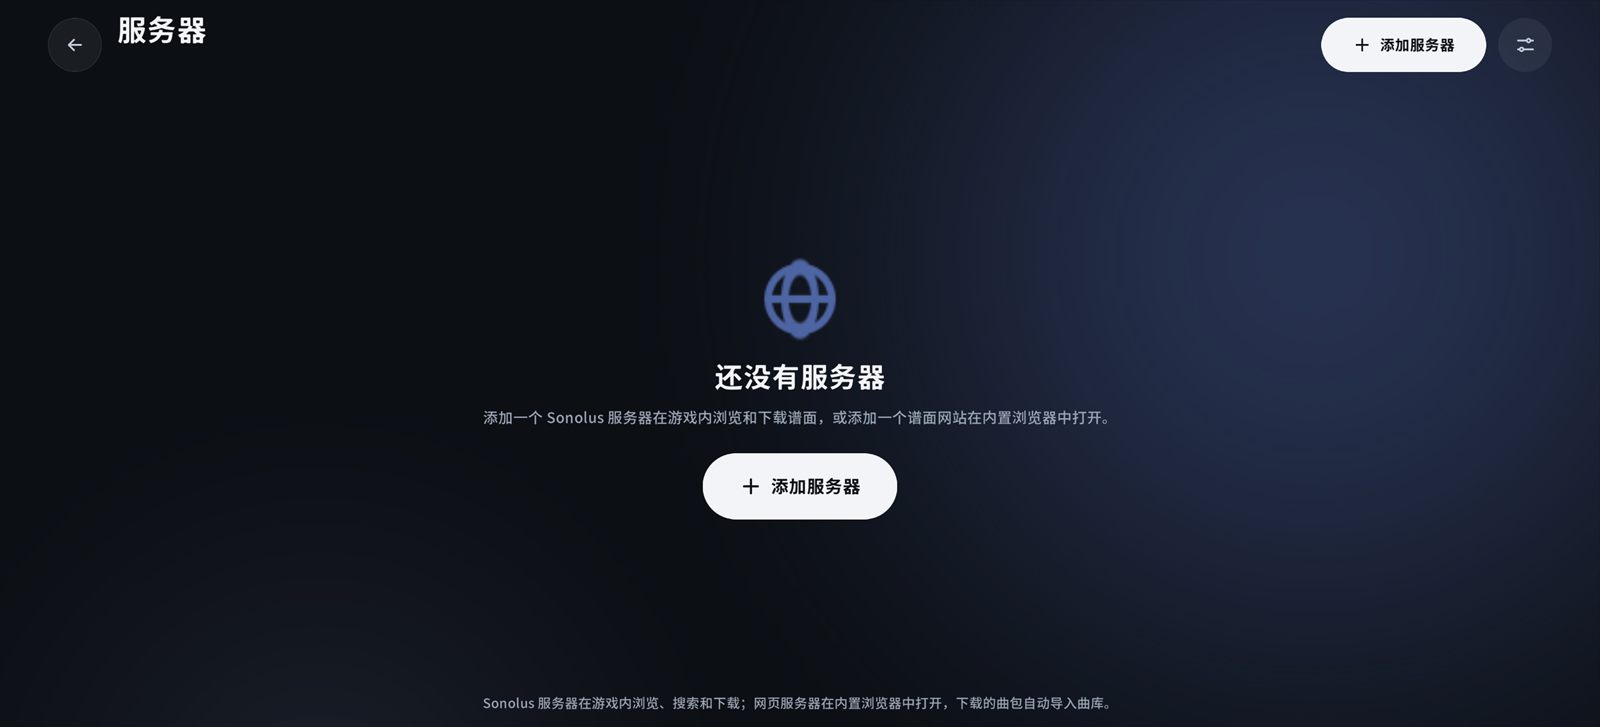 服务器
添加服务器
还没有服务器
添加一个 Sonolus 服务器在游戏内浏览和下载谱面，或添加一个谱面网站在内置浏览器中打开。
添加服务器
Sonolus 服务器在游戏内浏览、搜索和下载；网页服务器在内置浏览器中打开，下载的曲包自动导入曲库。